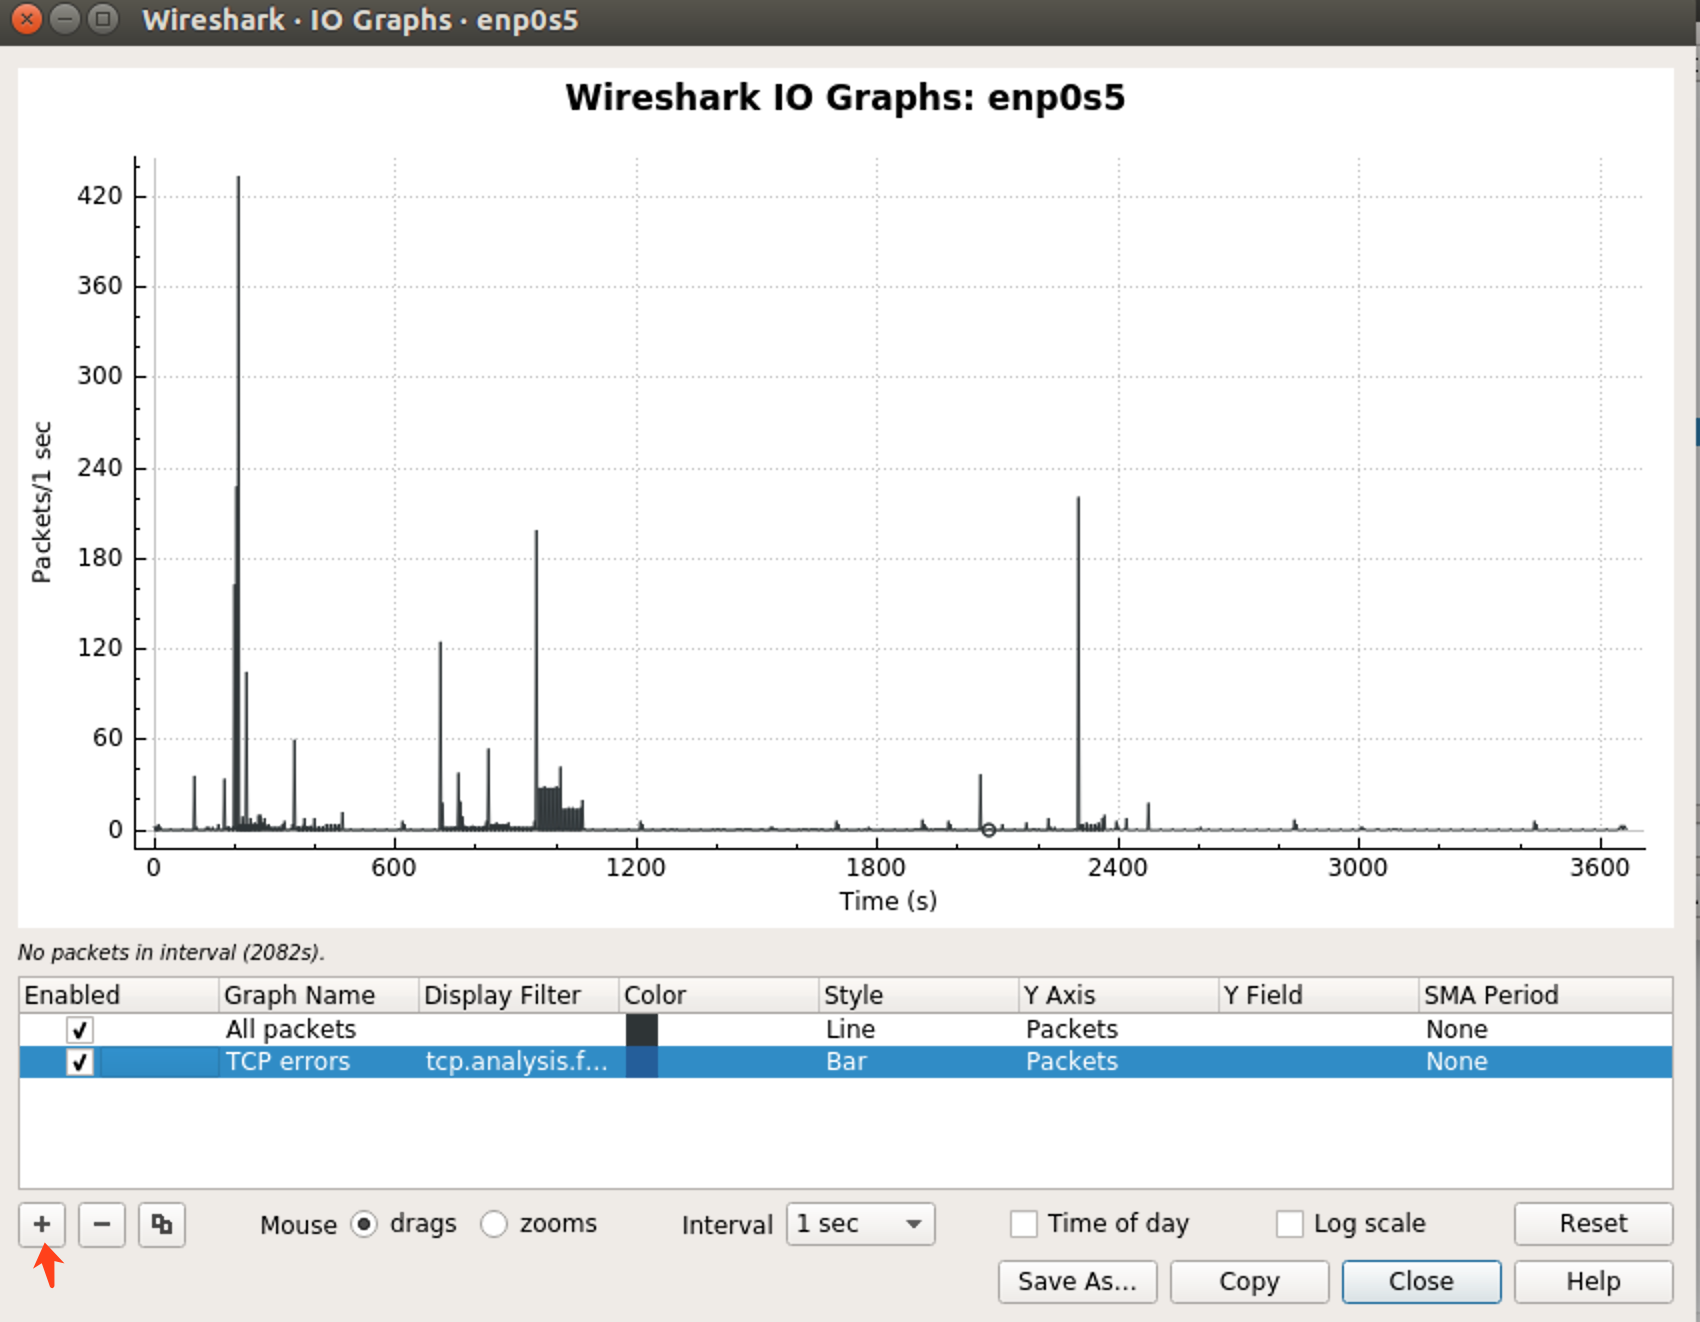 Wireshark · IO Graphs · enp0s5
Wireshark IO Graphs: enp0s5
420
360
300
240
180
120
60
0
Packets/1 sec
0 600 1200 1800 2400 3000 3600
Time (s)
No packets in interval (2082s).
Enabled Graph Name Display Filter Color Style Y Axis Y Field SMA Period
All packets Line Packets None
TCP errors tcp.analysis.f... Bar Packets None
Mouse drags zooms Interval 1 sec Time of day Log scale Reset
Save As... Copy Close Help